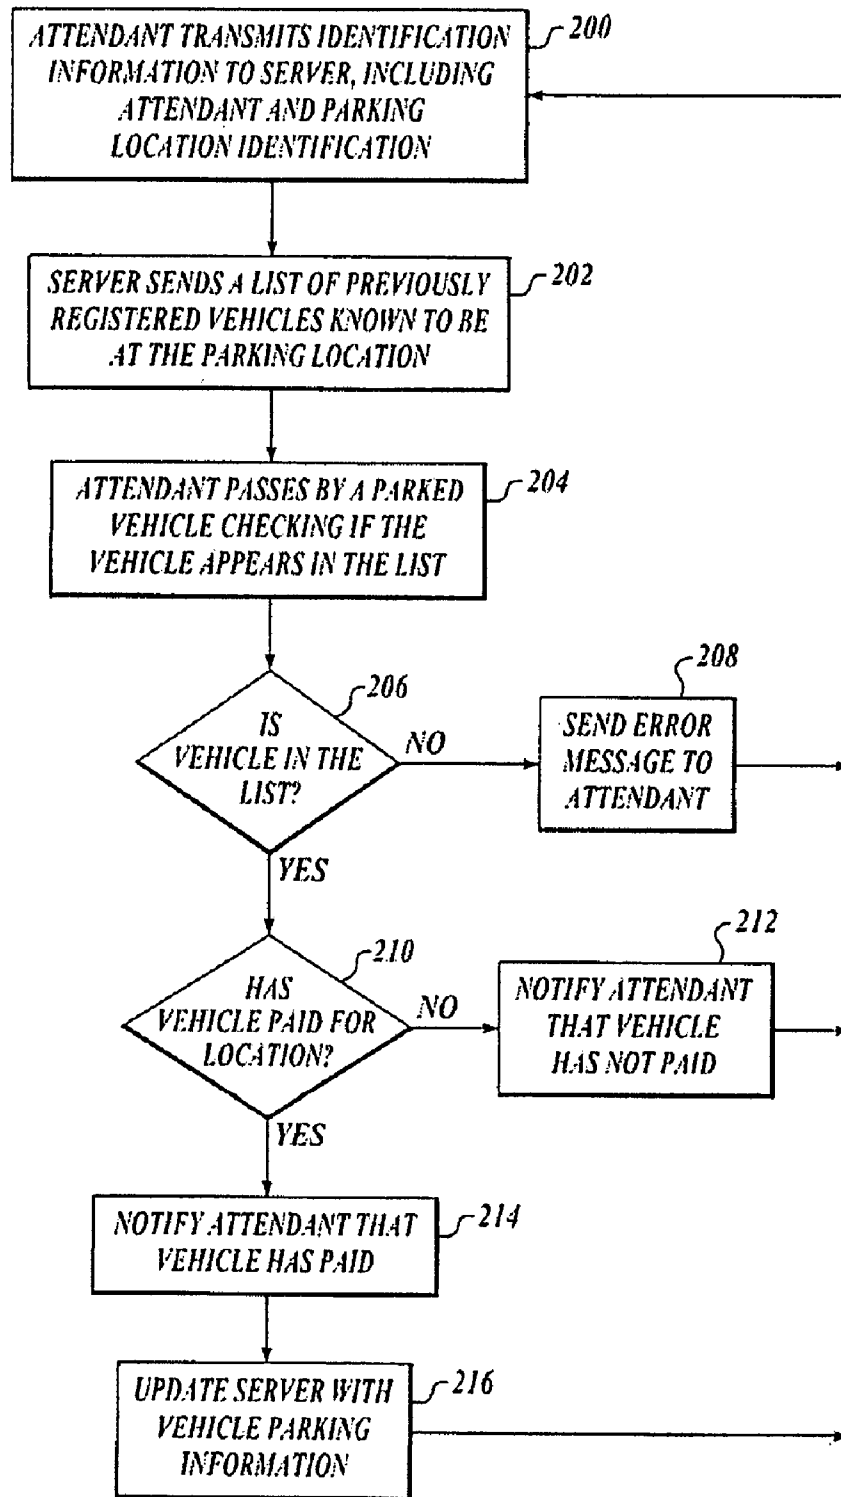 ATTENDANT TRANSMITS IDENTIFICATION
INFORMATION TO SERVER, INCLUDING
ATTENDANT AND PARKING
LOCATION IDENTIFICATION
200
SERVER SENDS A LIST OF PREVIOUSLY
REGISTERED VEHICLES KNOWN TO BE
AT THE PARKING LOCATION
202
ATTENDANT PASSES BY A PARKED
VEHICLE CHECKING IF THE
VEHICLE APPEARS IN THE LIST
204
IS
VEHICLE IN THE
LIST?
206
NO
SEND ERROR
MESSAGE TO
ATTENDANT
208
YES
HAS
VEHICLE PAID FOR
LOCATION?
210
NO
NOTIFY ATTENDANT
THAT VEHICLE
HAS NOT PAID
212
YES
NOTIFY ATTENDANT THAT
VEHICLE HAS PAID
214
UPDATE SERVER WITH
VEHICLE PARKING
INFORMATION
216